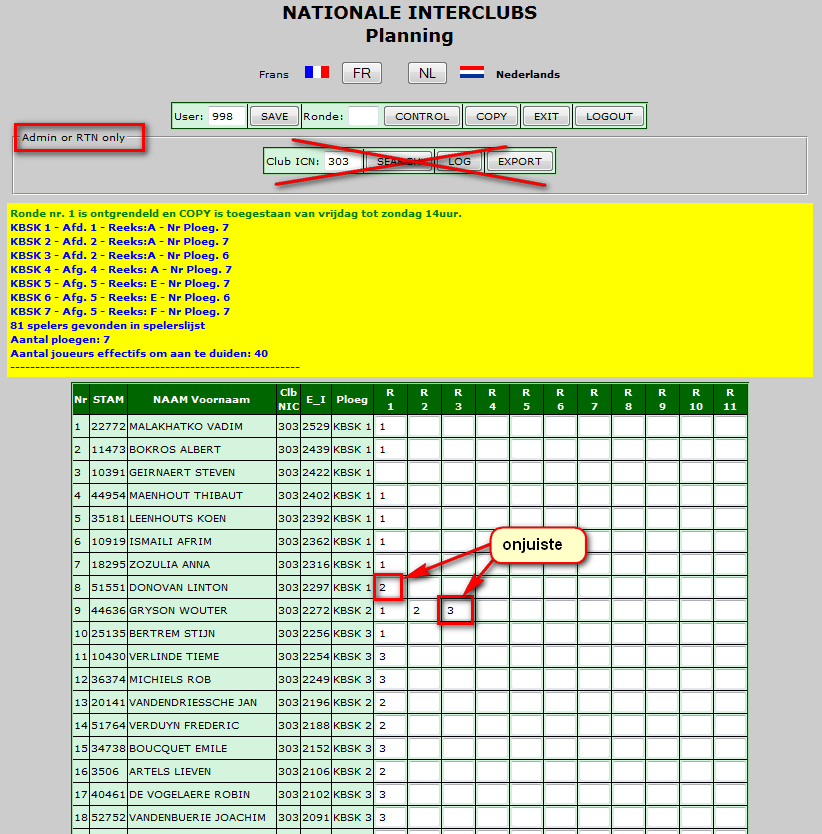 NATIONALE INTERCLUBS
Planning
Frans FR NL Nederlands
User: 998 SAVE Ronde: CONTROL COPY EXIT LOGOUT
Admin or RTN only
Club ICN: 303 SEARCH LOG EXPORT
Ronde nr. 1 is ontgrendeld en COPY is toegestaan van vrijdag tot zondag 14uur.
KBSK 1 - Afd. 1 - Reeks:A - Nr Ploeg. 7
KBSK 2 - Afd. 2 - Reeks:A - Nr Ploeg. 7
KBSK 3 - Afd. 2 - Reeks:A - Nr Ploeg. 6
KBSK 4 - Afg. 4 - Reeks: A - Nr Ploeg. 7
KBSK 5 - Afg. 5 - Reeks: E - Nr Ploeg. 7
KBSK 6 - Afg. 5 - Reeks: E - Nr Ploeg. 6
KBSK 7 - Afg. 5 - Reeks: F - Nr Ploeg. 7
81 spelers gevonden in spelerslijst
Aantal ploegen: 7
Aantal joueurs effectifs om aan te duiden: 40
----------------------------------------------------------
Nr STAM NAAM Voornaam Clb NIC E_I Ploeg R 1 R 2 R 3 R 4 R 5 R 6 R 7 R 8 R 9 R 10 R 11
1 22772 MALAKHATKO VADIM 303 2529 KBSK 1 1
2 11473 BOKROS ALBERT 303 2439 KBSK 1 1
3 10391 GEIRNAERT STEVEN 303 2422 KBSK 1
4 44954 MAENHOUT THIBAUT 303 2402 KBSK 1 1
5 35181 LEENHOUTS KOEN 303 2392 KBSK 1 1
6 10919 ISMAILI AFRIM 303 2362 KBSK 1 1
onjuiste
7 18295 ZOZULIA ANNA 303 2316 KBSK 1 1
8 51551 DONOVAN LINTON 303 2297 KBSK 1 2
9 44636 GRYSON WOUTER 303 2272 KBSK 2 1 2 3
10 25135 BERTREM STIJN 303 2256 KBSK 3 1
11 10430 VERLINDE TIEME 303 2254 KBSK 3 3
12 36374 MICHIELS ROB 303 2249 KBSK 3 3
13 20141 VANDENDRIESSCHE JAN 303 2196 KBSK 2 2
14 51764 VERDUYN FREDERIC 303 2188 KBSK 2 2
15 34738 BOUCQUET EMILE 303 2152 KBSK 3 3
16 3506 ARTELS LIEVEN 303 2106 KBSK 2 2
17 40461 DE VOGELAERE ROBIN 303 2102 KBSK 3 3
18 52752 VANDENBUERIE JOACHIM 303 2091 KBSK 3 3